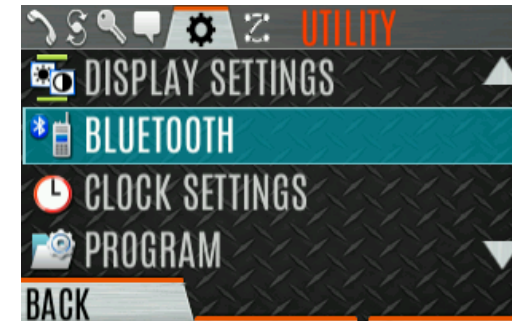 UTILITY
DISPLAY SETTINGS
BLUETOOTH
CLOCK SETTINGS
PROGRAM
BACK